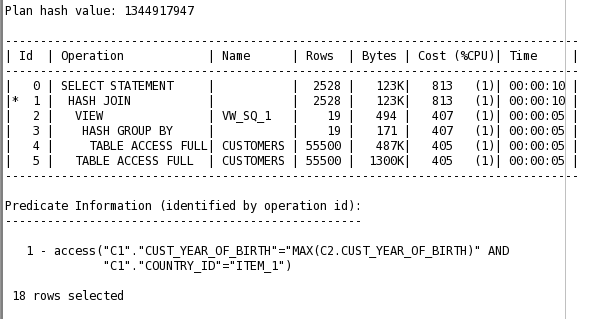 Plan hash value: 1344917947
---------------------------------------------------------------------------------
| Id  | Operation            | Name      | Rows  | Bytes | Cost (%CPU)| Time     |
---------------------------------------------------------------------------------
|   0 | SELECT STATEMENT     |           |  2528 |   123K|   813   (1)| 00:00:10 |
|*  1 |  HASH JOIN           |           |  2528 |   123K|   813   (1)| 00:00:10 |
|   2 |   VIEW               | VW_SQ_1   |    19 |   494 |   407   (1)| 00:00:05 |
|   3 |    HASH GROUP BY     |           |    19 |   171 |   407   (1)| 00:00:05 |
|   4 |     TABLE ACCESS FULL| CUSTOMERS | 55500 |   487K|   405   (1)| 00:00:05 |
|   5 |   TABLE ACCESS FULL  | CUSTOMERS | 55500 |  1300K|   405   (1)| 00:00:05 |
---------------------------------------------------------------------------------
Predicate Information (identified by operation id):
---------------------------------------------------
   1 - access("C1"."CUST_YEAR_OF_BIRTH"="MAX(C2.CUST_YEAR_OF_BIRTH)" AND
              "C1"."COUNTRY_ID"="ITEM_1")
 18 rows selected